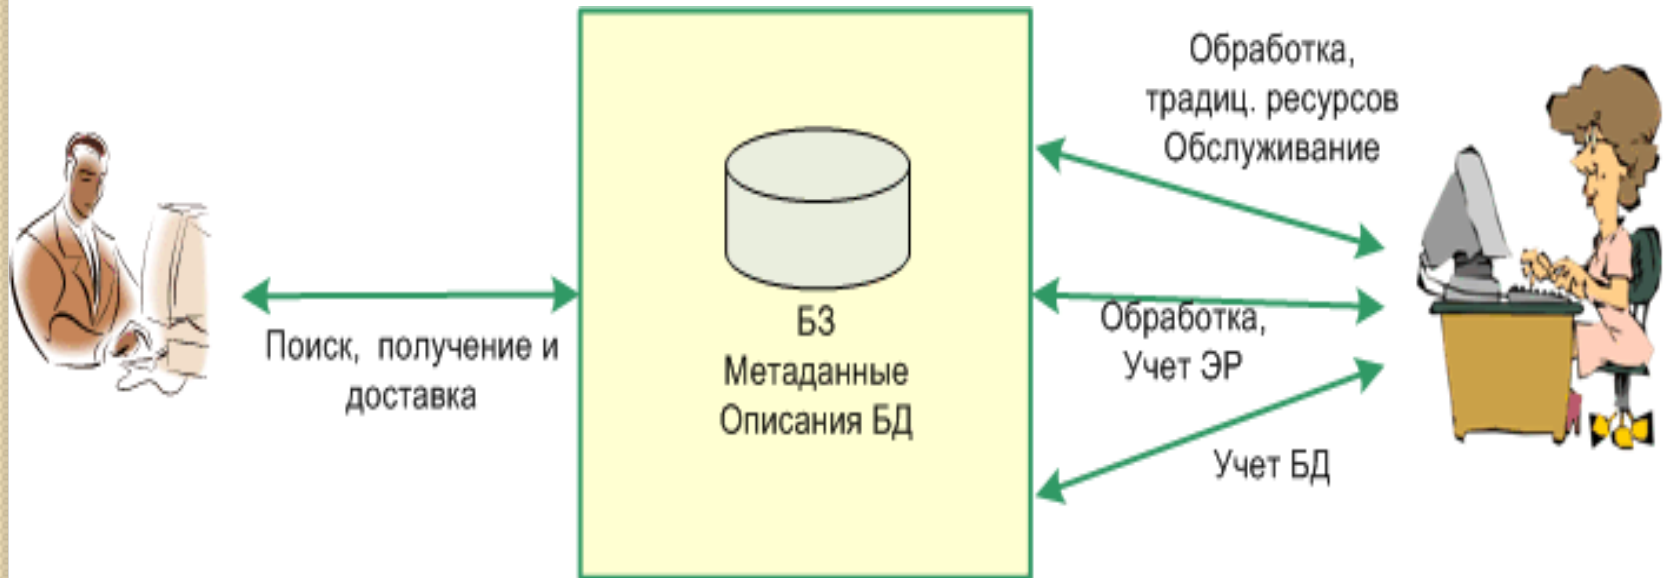 Поиск, получение и
доставка
БЗ
Метаданные
Описания БД
Обработка,
традиц. ресурсов
Обслуживание
Обработка,
Учет ЭР
Учет БД